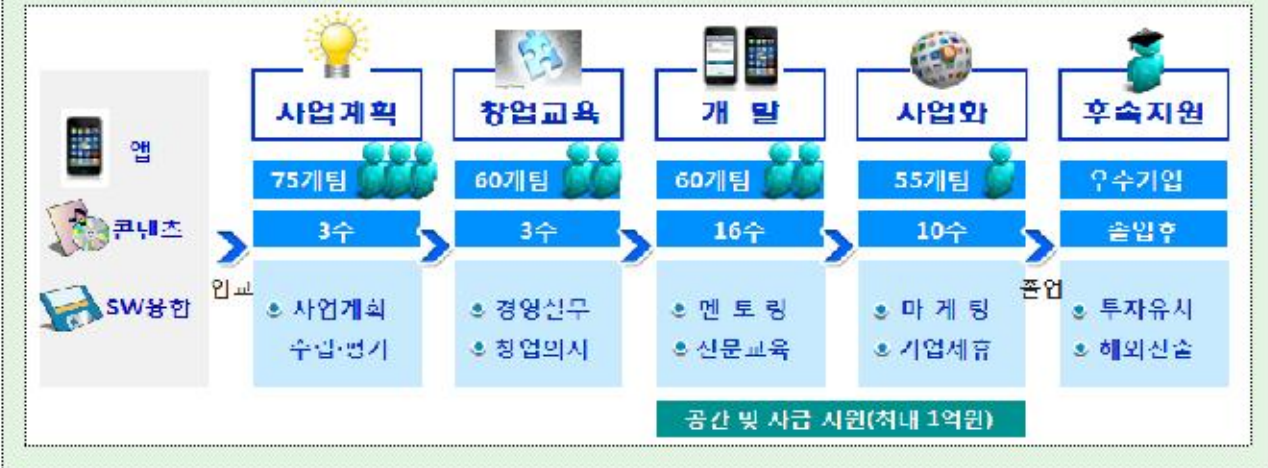 사업계획
창업교육
개 발
사업화
후속지원
앱
콘텐츠
SW융합
75개팀
60개팀
60개팀
55개팀
우수기업
3주
3주
16주
10주
졸업후
입교
졸업
사업계획
수립·평가
경영실무
창업의지
멘 토 링
전문교육
마 케 팅
기업제휴
투자유치
해외진출
공간 및 자금 지원(최대 1억원)